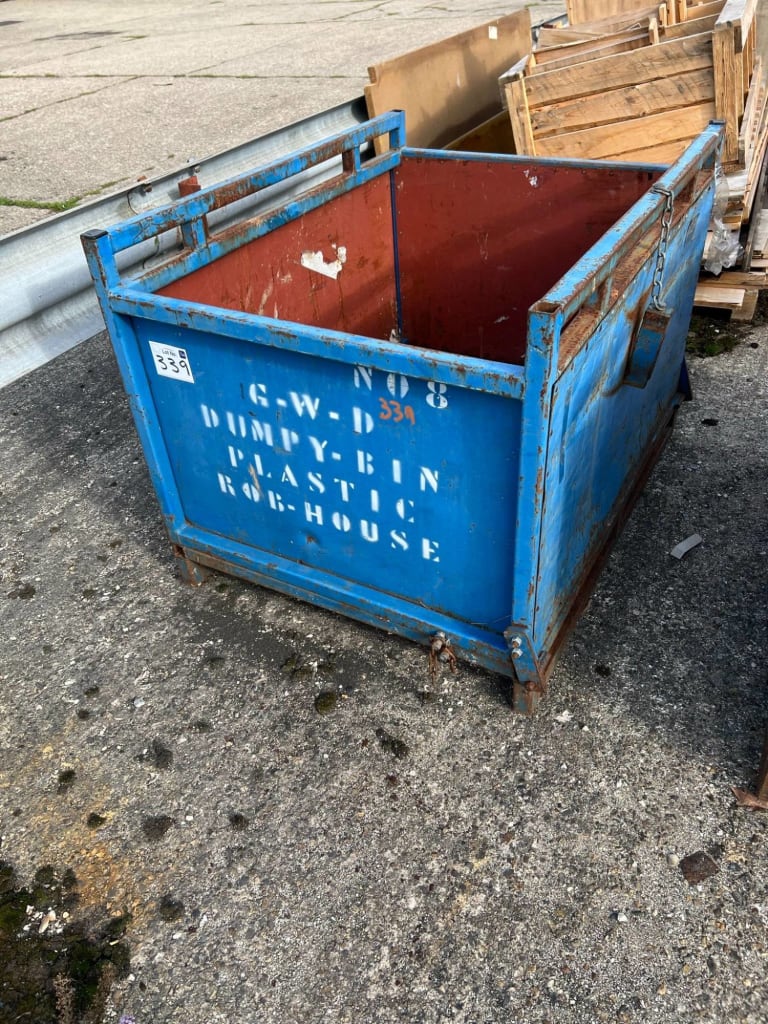 Lot No.
339
NO8
G-W-D
339
DUMPY-BIN
PLASTIC
ROB-HOUSE